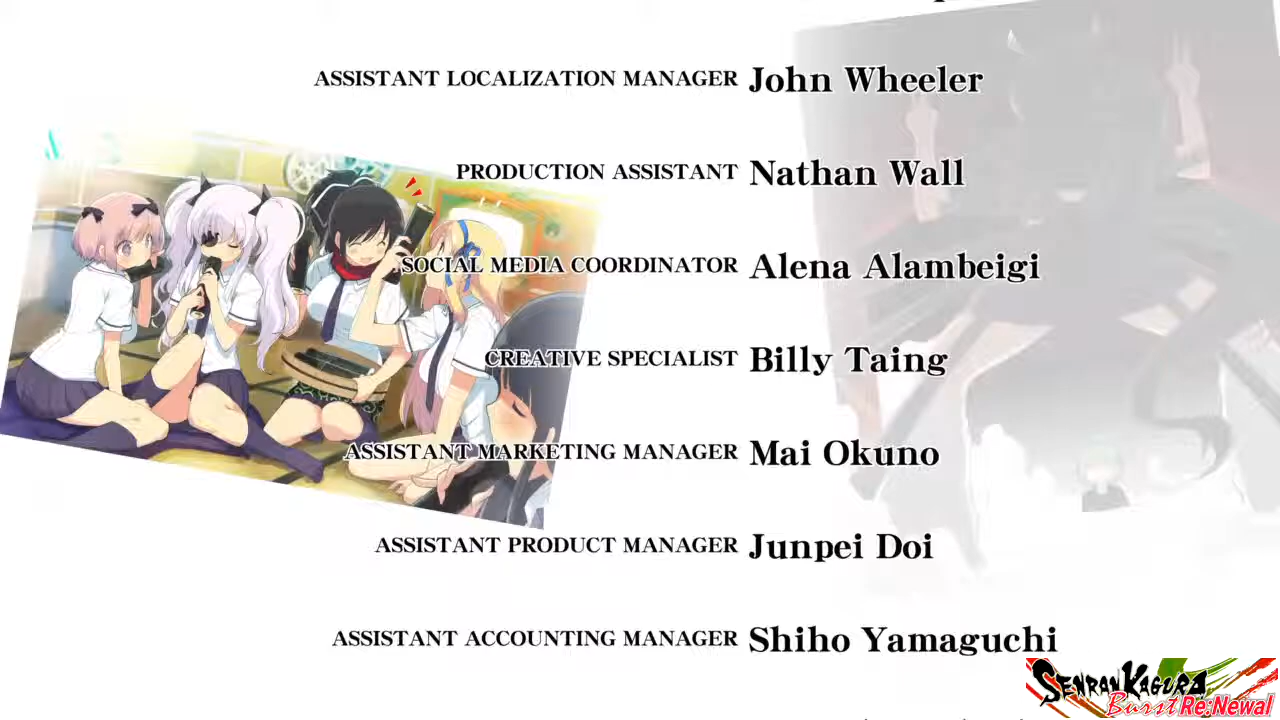 ASSISTANT LOCALIZATION MANAGER John Wheeler
PRODUCTION ASSISTANT Nathan Wall
SOCIAL MEDIA COORDINATOR Alena Alambeigi
CREATIVE SPECIALIST Billy Taing
ASSISTANT MARKETING MANAGER Mai Okuno
ASSISTANT PRODUCT MANAGER Junpei Doi
ASSISTANT ACCOUNTING MANAGER Shiho Yamaguchi
SENRAN KAGURA
Burst Re:Newal